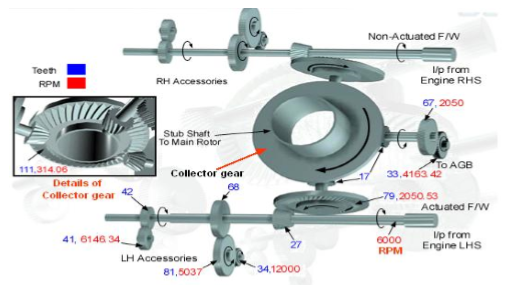 Non-Actuated F/W
Teeth
RPM
RH Accessories
I/p from
Engine RHS
67, 2050
Stub Shaft
To Main Rotor
To AGB
111,314.06
Details of
Collector gear
Collector gear
17
33,4163.42
42
68
79,2050.53
Actuated F/W
41, 6146.34
27
6000
RPM
I/p from
Engine LHS
LH Accessories
81,5037
34,12000